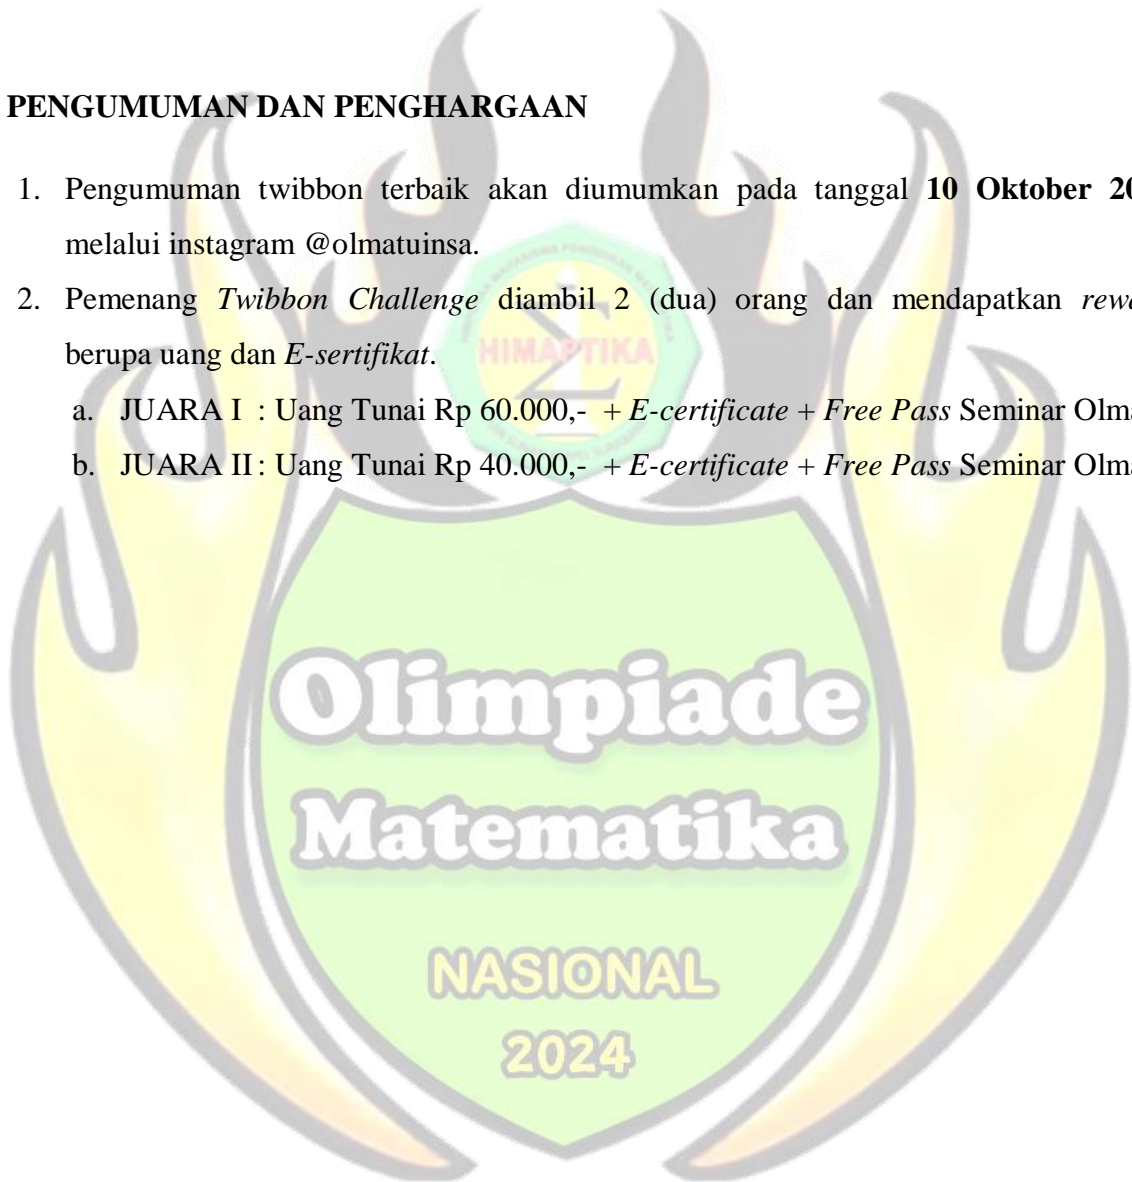 PENGUMUMAN DAN PENGHARGAAN
1. Pengumuman twibbon terbaik akan diumumkan pada tanggal 10 Oktober
melalui instagram @olmatuinsa.
2. Pemenang Twibbon Challenge diambil 2 (dua) orang dan mendapatkan
berupa uang dan E-sertifikat.
a. JUARA I : Uang Tunai Rp 60.000,- + E-certificate + Free Pass Seminar
b. JUARA II : Uang Tunai Rp 40.000,- + E-certificate + Free Pass Seminar
HIMAPTIKA
Olimpiade
Matematika
NASIONAL
2024